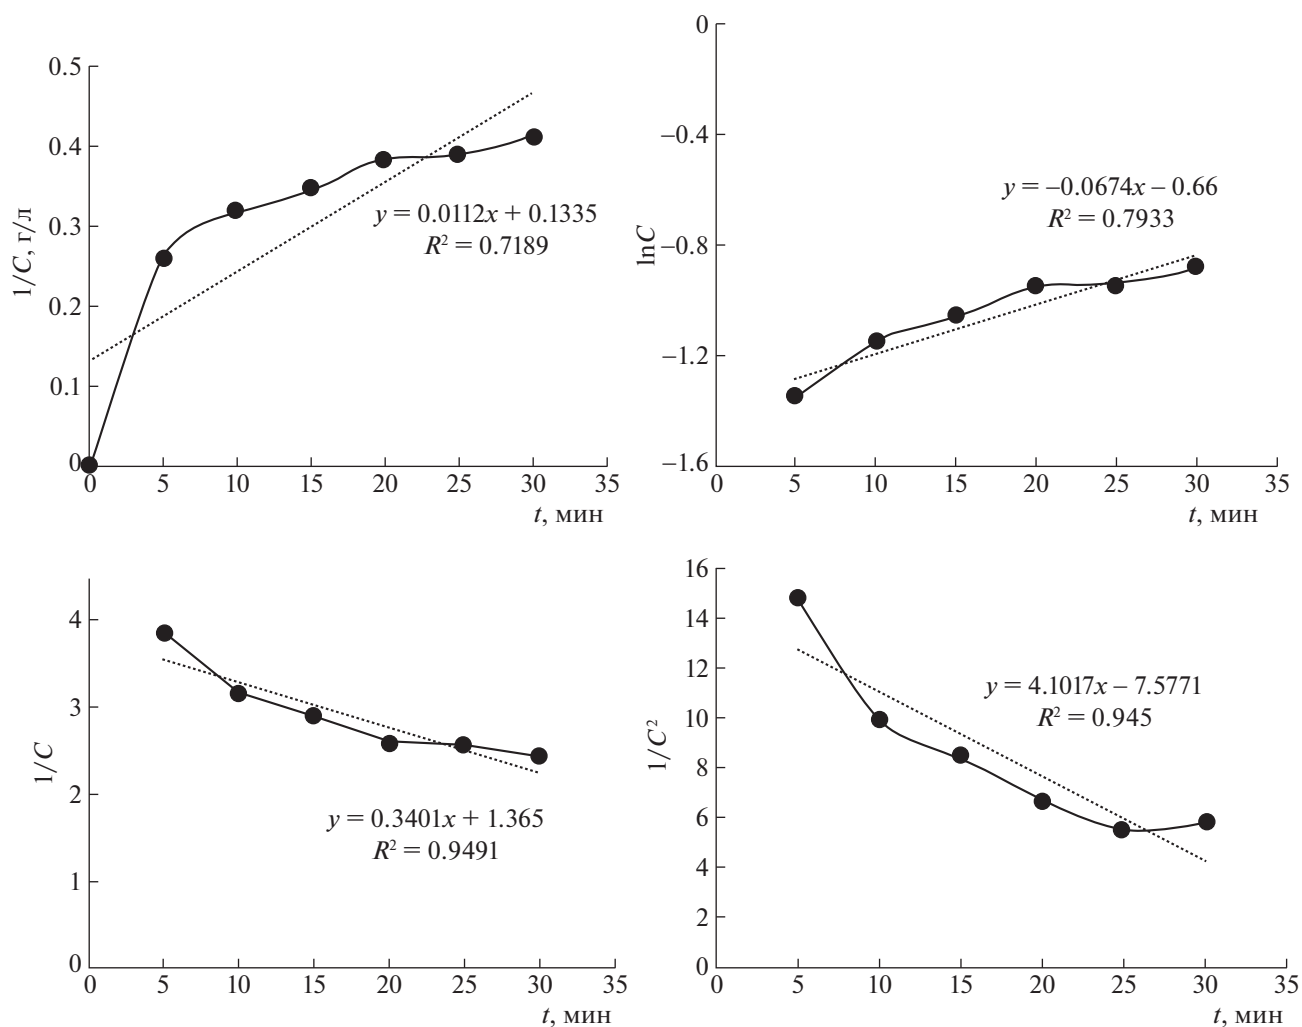 0.5
0.4
0.3
0.2
0.1
0
1/C, г/л
y = 0.0112x + 0.1335
R² = 0.7189
0 5 10 15 20 25 30 35
t, мин
0
−0.4
−0.8
−1.2
−1.6
lnC
y = −0.0674x − 0.66
R² = 0.7933
0 5 10 15 20 25 30 35
t, мин
4
3
2
1
0
1/C
y = 0.3401x + 1.365
R² = 0.9491
0 5 10 15 20 25 30 35
t, мин
16
14
12
10
8
6
4
2
0
1/C²
y = 4.1017x − 7.5771
R² = 0.945
0 5 10 15 20 25 30 35
t, мин